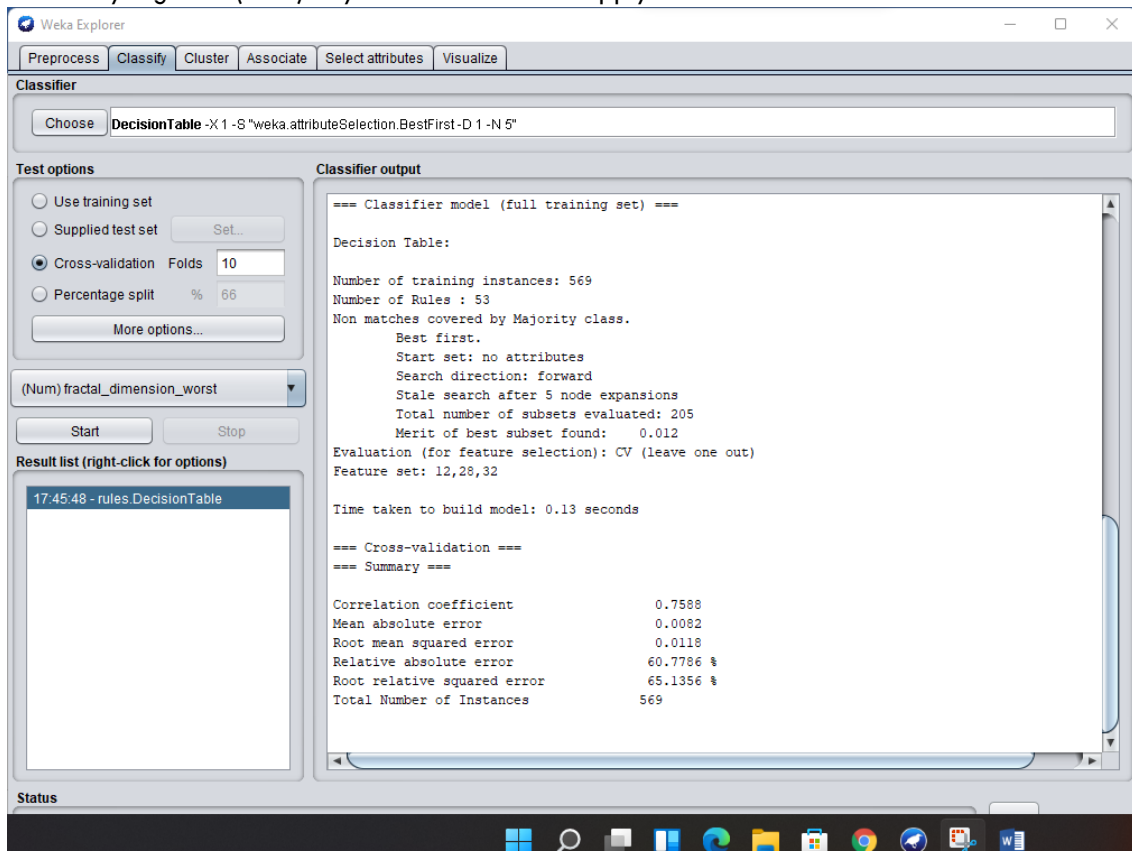 Weka Explorer
Preprocess Classify Cluster Associate Select attributes Visualize
Classifier
Choose DecisionTable -X 1 -S "weka.attributeSelection.BestFirst -D 1 -N 5"
Test options
Use training set
Supplied test set Set...
Cross-validation Folds 10
Percentage split % 66
More options...
(Num) fractal_dimension_worst
Start Stop
Result list (right-click for options)
17:45:48 - rules.DecisionTable
Classifier output
=== Classifier model (full training set) ===
Decision Table:
Number of training instances: 569
Number of Rules : 53
Non matches covered by Majority class.
Best first.
Start set: no attributes
Search direction: forward
Stale search after 5 node expansions
Total number of subsets evaluated: 205
Merit of best subset found: 0.012
Evaluation (for feature selection): CV (leave one out)
Feature set: 12,28,32
Time taken to build model: 0.13 seconds
=== Cross-validation ===
=== Summary ===
Correlation coefficient 0.7588
Mean absolute error 0.0082
Root mean squared error 0.0118
Relative absolute error 60.7786 %
Root relative squared error 65.1356 %
Total Number of Instances 569
Status